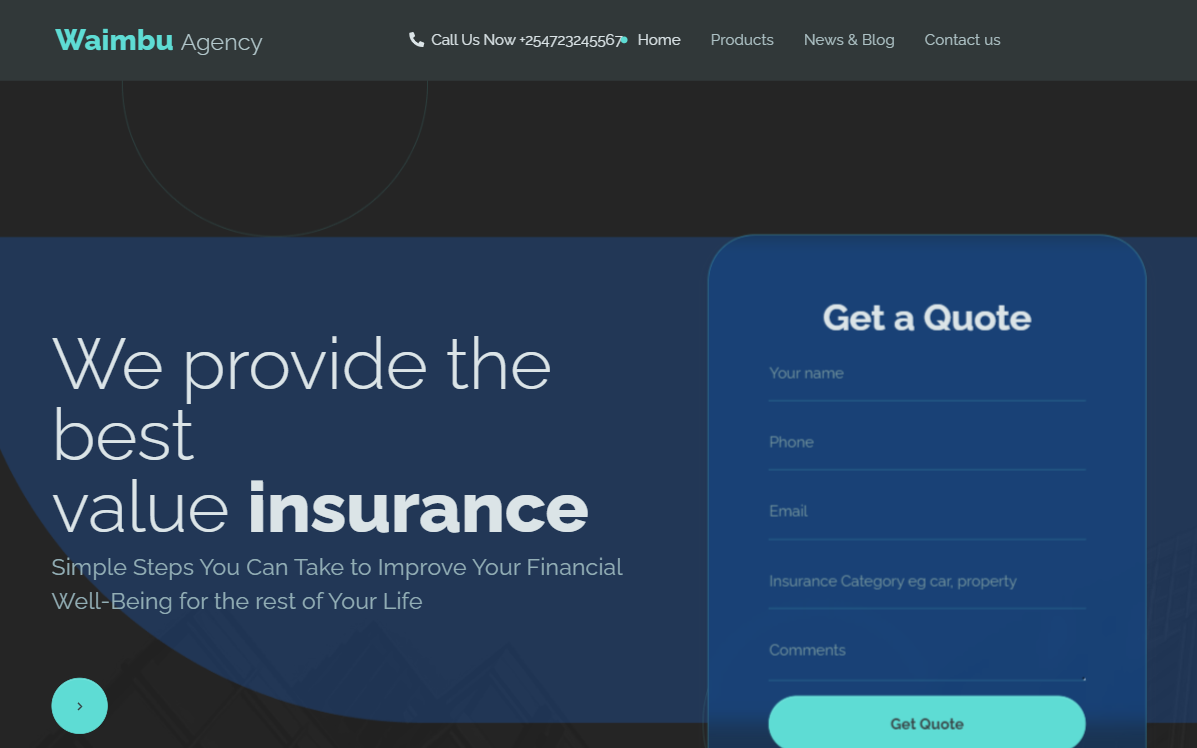 Waimbu Agency
Call Us Now +254723245567
Home
Products
News & Blog
Contact us
We provide the
best
value insurance
Simple Steps You Can Take to Improve Your Financial
Well-Being for the rest of Your Life
Get a Quote
Your name
Phone
Email
Insurance Category eg car, property
Comments
Get Quote